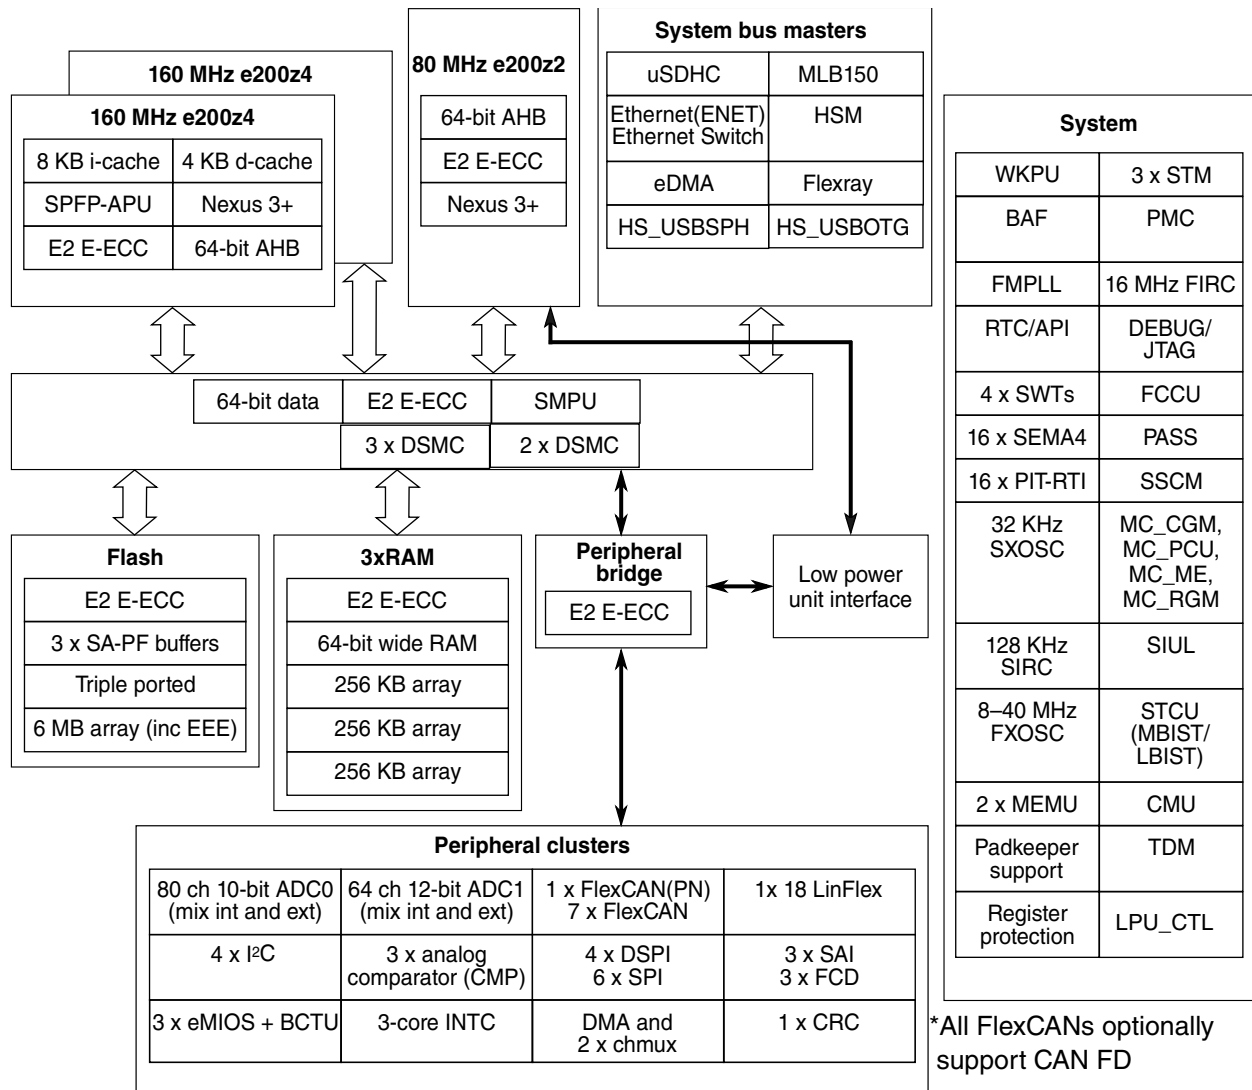 160 MHz e200z4
160 MHz e200z4
8 KB i-cache
4 KB d-cache
SPFP-APU
Nexus 3+
E2 E-ECC
64-bit AHB
80 MHz e200z2
64-bit AHB
E2 E-ECC
Nexus 3+
System bus masters
uSDHC
MLB150
Ethernet(ENET)
Ethernet Switch
HSM
eDMA
Flexray
HS_USBSPH
HS_USBOTG
64-bit data
E2 E-ECC
SMPU
3 x DSMC
2 x DSMC
Flash
E2 E-ECC
3 x SA-PF buffers
Triple ported
6 MB array (inc EEE)
3xRAM
E2 E-ECC
64-bit wide RAM
256 KB array
256 KB array
256 KB array
Peripheral
bridge
E2 E-ECC
Low power
unit interface
Peripheral clusters
80 ch 10-bit ADC0
(mix int and ext)
64 ch 12-bit ADC1
(mix int and ext)
1 x FlexCAN(PN)
7 x FlexCAN
1x 18 LinFlex
4 x I²C
3 x analog
comparator (CMP)
4 x DSPI
6 x SPI
3 x SAI
3 x FCD
3 x eMIOS + BCTU
3-core INTC
DMA and
2 x chmux
1 x CRC
System
WKPU
3 x STM
BAF
PMC
FMPLL
16 MHz FIRC
RTC/API
DEBUG/
JTAG
4 x SWTs
FCCU
16 x SEMA4
PASS
16 x PIT-RTI
SSCM
32 KHz
SXOSC
MC_CGM,
MC_PCU,
MC_ME,
MC_RGM
128 KHz
SIRC
SIUL
8–40 MHz
FXOSC
STCU
(MBIST/
LBIST)
2 x MEMU
CMU
Padkeeper
support
TDM
Register
protection
LPU_CTL
*All FlexCANs optionally
support CAN FD